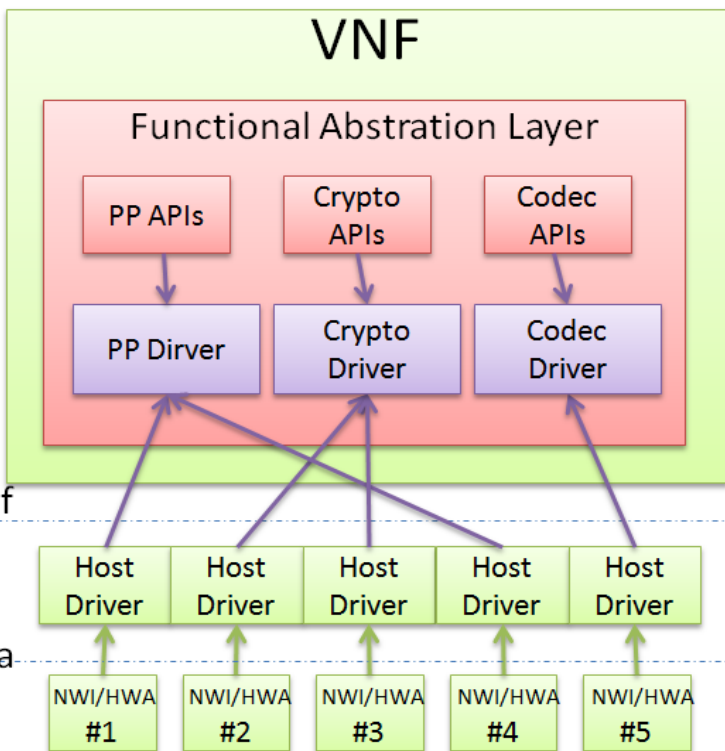 VNF
Functional Abstration Layer
PP APIs
Crypto
APIs
Codec
APIs
PP Dirver
Crypto
Driver
Codec
Driver
f
Host
Driver
Host
Driver
Host
Driver
Host
Driver
Host
Driver
a
NWI/HWA
#1
NWI/HWA
#2
NWI/HWA
#3
NWI/HWA
#4
NWI/HWA
#5